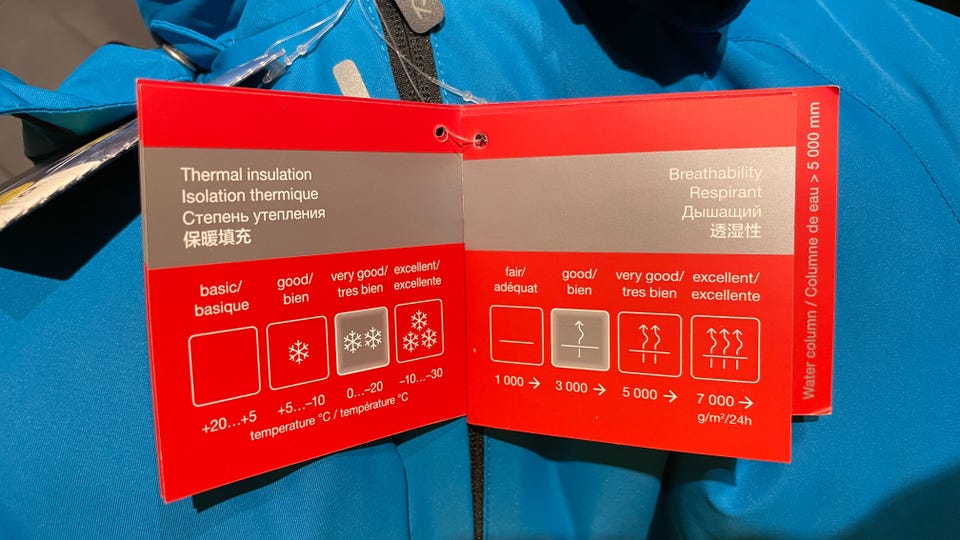 Thermal insulation
Isolation thermique
Степень утепления
保暖填充
basic/
basique
good/
bien
very good/
tres bien
excellent/
excellente
+20...+5
+5...–10
0...–20
–10...–30
temperature °C / température °C
Breathability
Respirant
Дышащий
透湿性
fair/
adéquat
good/
bien
very good/
tres bien
excellent/
excellente
1 000 →
3 000 →
5 000 →
7 000 →
g/m²/24h
Water column / Columne de eau > 5 000 mm